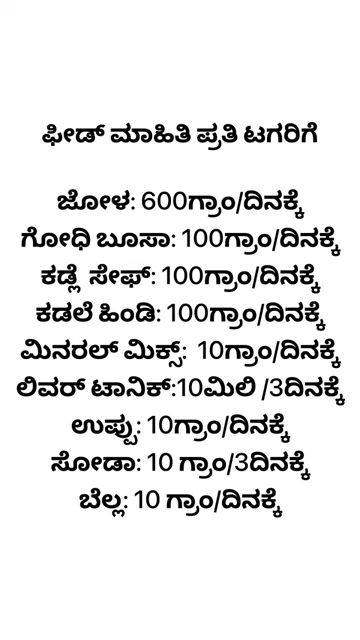 ಫೀಡ್ ಮಾಹಿತಿ ಪ್ರತಿ ಟಗರಿಗೆ
ಜೋಳ: 600ಗ್ರಾಂ/ದಿನಕ್ಕೆ
ಗೋಧಿ ಬೂಸಾ: 100ಗ್ರಾಂ/ದಿನಕ್ಕೆ
ಕಡ್ಲೆ ಸೇಫ್: 100ಗ್ರಾಂ/ದಿನಕ್ಕೆ
ಕಡಲೆ ಹಿಂಡಿ: 100ಗ್ರಾಂ/ದಿನಕ್ಕೆ
ಮಿನರಲ್ ಮಿಕ್ಸ್: 10ಗ್ರಾಂ/ದಿನಕ್ಕೆ
ಲಿವರ್ ಟಾನಿಕ್:10ಮಿಲಿ /3ದಿನಕ್ಕೆ
ಉಪ್ಪು: 10ಗ್ರಾಂ/ದಿನಕ್ಕೆ
ಸೋಡಾ: 10 ಗ್ರಾಂ/3ದಿನಕ್ಕೆ
ಬೆಲ್ಲ: 10 ಗ್ರಾಂ/ದಿನಕ್ಕೆ